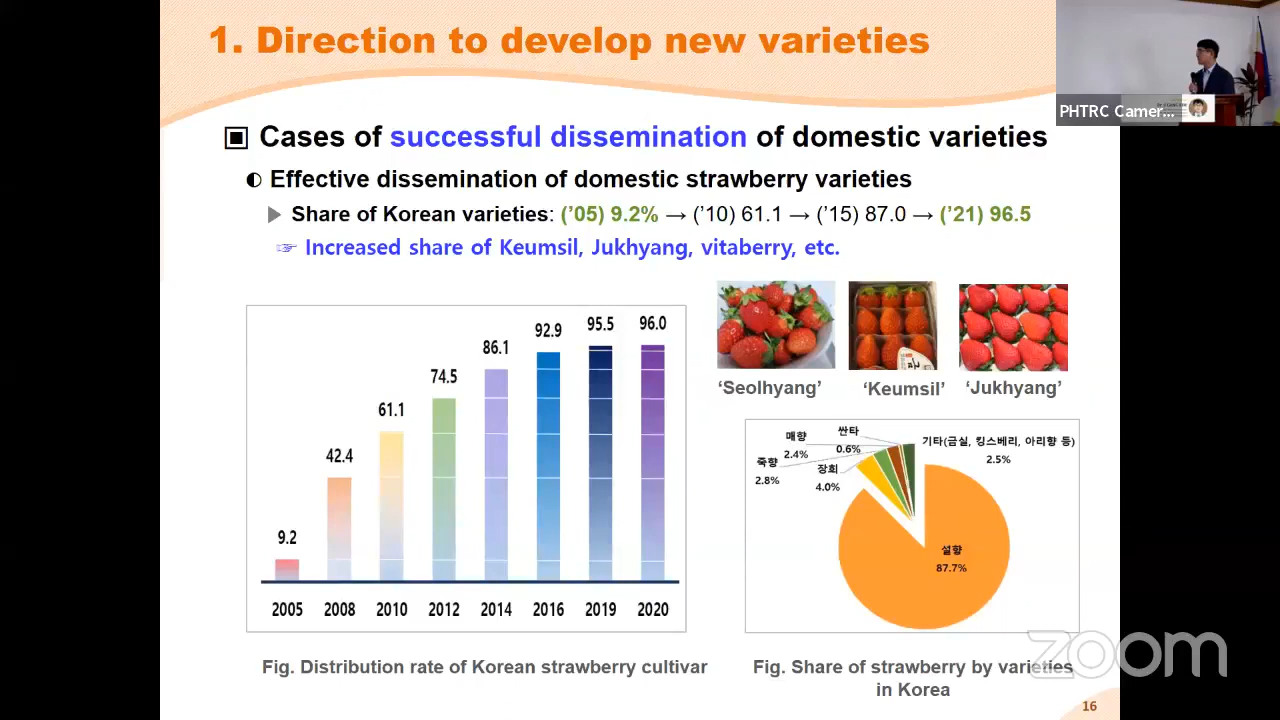 1. Direction to develop new varieties
PHTRC Camer...
▣ Cases of successful dissemination of domestic varieties
◐ Effective dissemination of domestic strawberry varieties
▶ Share of Korean varieties: (’05) 9.2% → (’10) 61.1 → (’15) 87.0 → (’21) 96.5
☞ Increased share of Keumsil, Jukhyang, vitaberry, etc.
9.2
42.4
61.1
74.5
86.1
92.9
95.5
96.0
2005 2008 2010 2012 2014 2016 2019 2020
Fig. Distribution rate of Korean strawberry cultivar
‘Seolhyang’ ‘Keumsil’ ‘Jukhyang’
매향
2.4%
싼타
0.6%
기타(금실, 킹스베리, 아리향 등)
2.5%
죽향
2.8%
장희
4.0%
설향
87.7%
Fig. Share of strawberry by varieties
in Korea
zoom
16